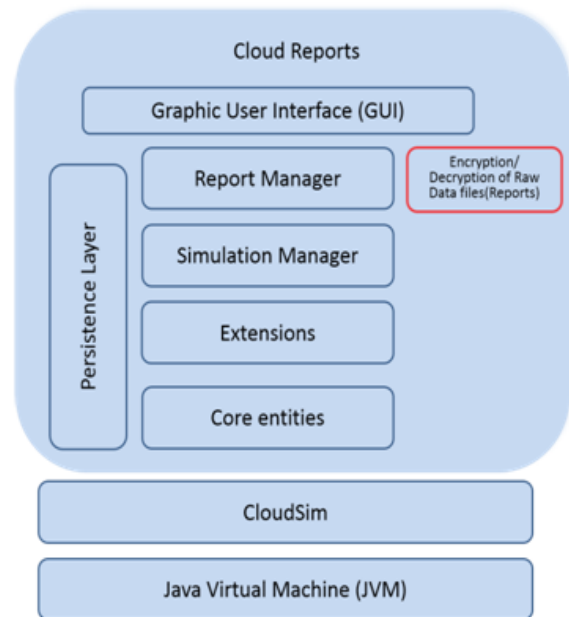 Cloud Reports
Graphic User Interface (GUI)
Persistence Layer
Report Manager
Encryption/
Decryption of Raw
Data files(Reports)
Simulation Manager
Extensions
Core entities
CloudSim
Java Virtual Machine (JVM)